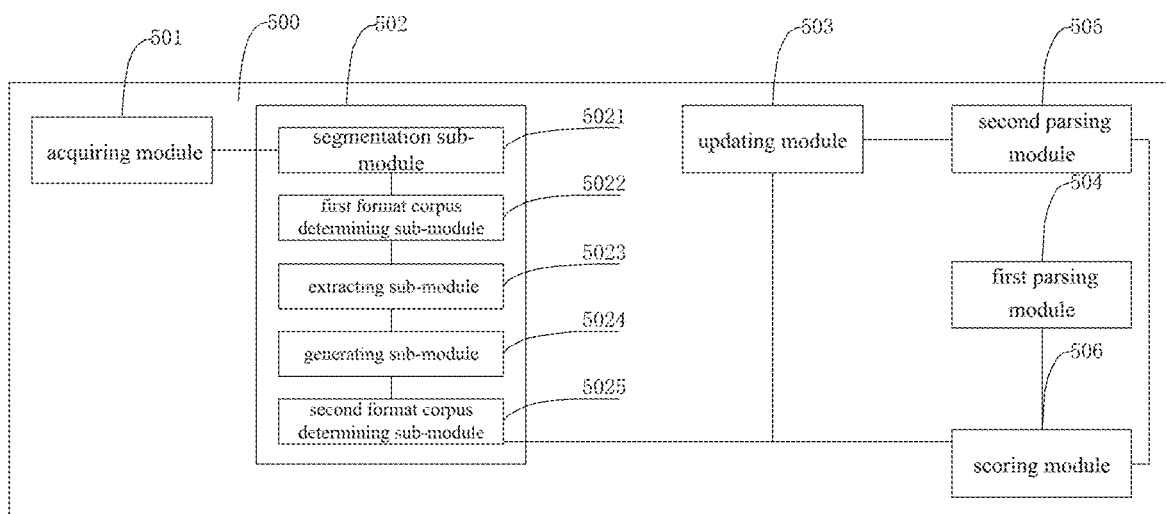 501
500
502
503
505
acquiring module
segmentation sub-
module
5021
first format corpus
determining sub-module
5022
extracting sub-module
5023
generating sub-module
5024
second format corpus
determining sub-module
5025
updating module
second parsing
module
504
first parsing
module
506
scoring module